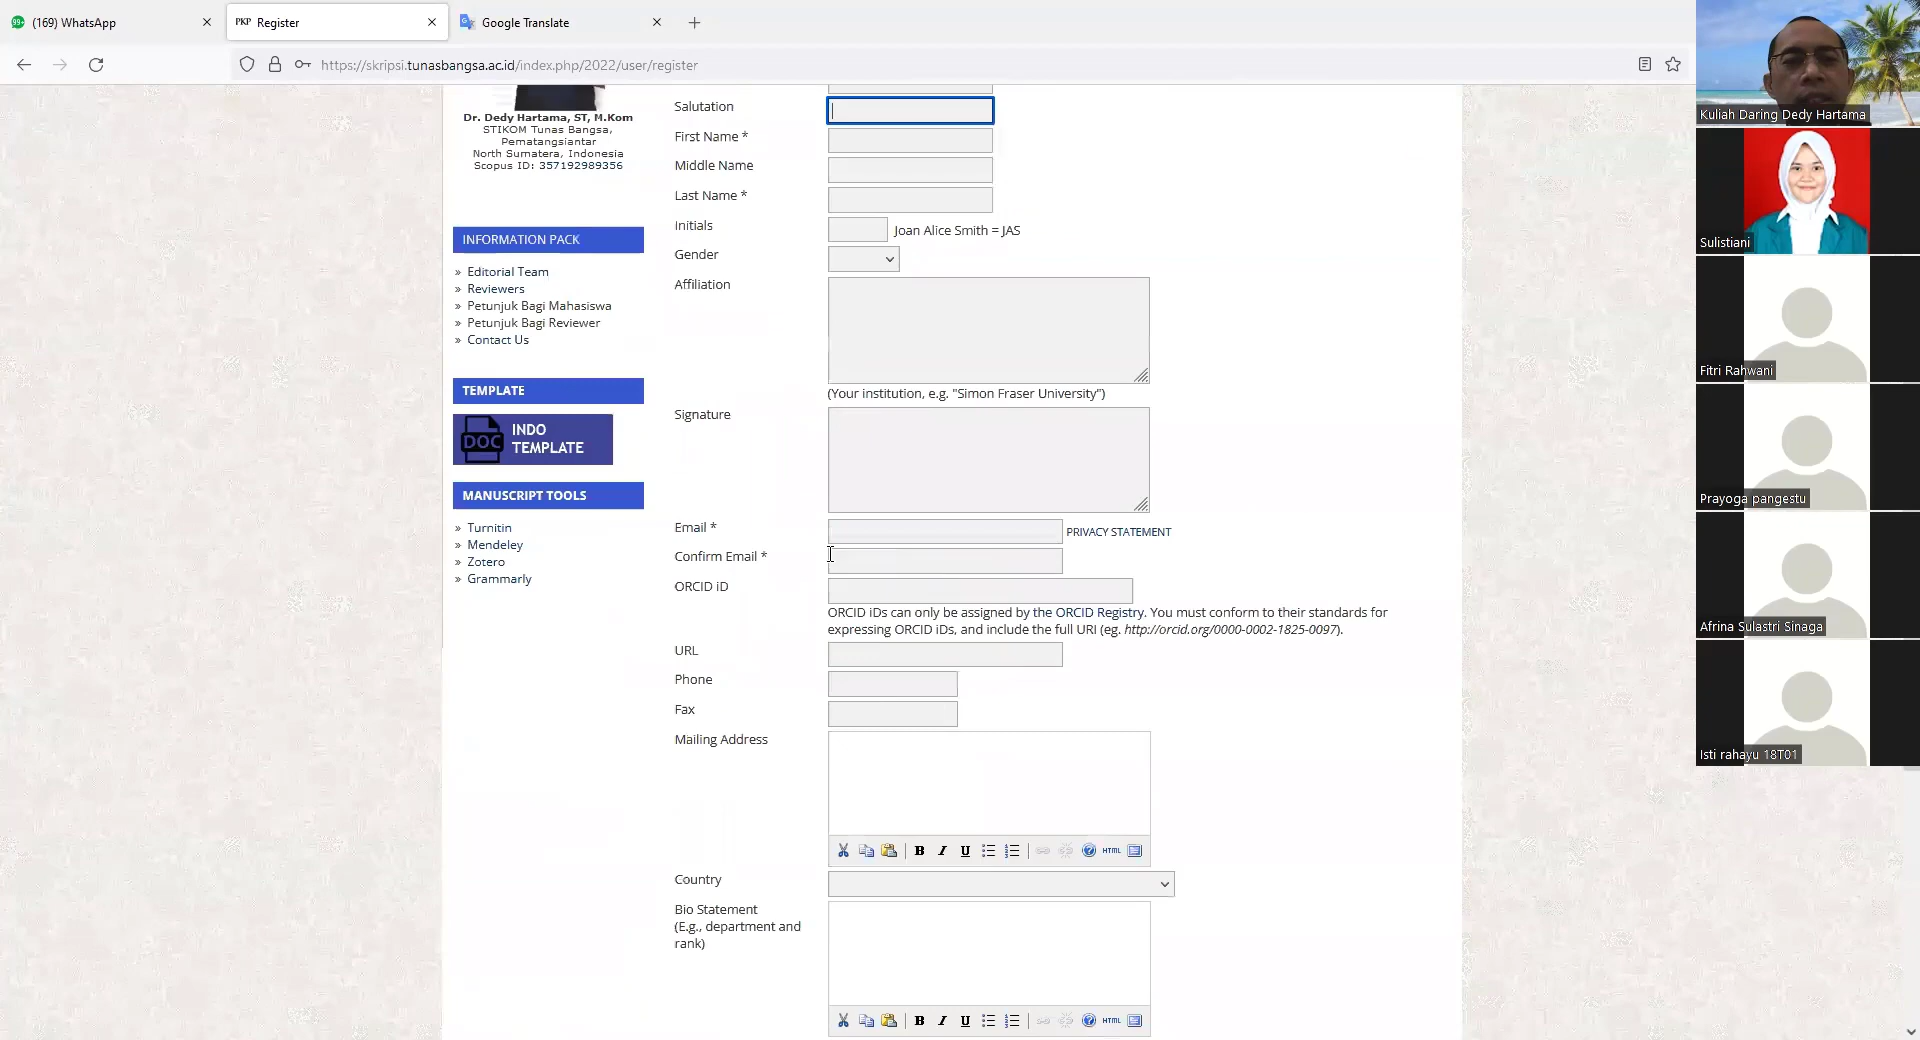 (169) WhatsApp
PKP Register
Google Translate
https://skripsi.tunasbangsa.ac.id/index.php/2022/user/register
Dr. Dedy Hartama, ST, M.Kom
STIKOM Tunas Bangsa,
Pematangsiantar
North Sumatera, Indonesia
Scopus ID: 357192989356
INFORMATION PACK
» Editorial Team
» Reviewers
» Petunjuk Bagi Mahasiswa
» Petunjuk Bagi Reviewer
» Contact Us
TEMPLATE
DOC
INDO
TEMPLATE
MANUSCRIPT TOOLS
» Turnitin
» Mendeley
» Zotero
» Grammarly
Salutation
First Name *
Middle Name
Last Name *
Initials
Joan Alice Smith = JAS
Gender
Affiliation
(Your institution, e.g. "Simon Fraser University")
Signature
Email *
PRIVACY STATEMENT
Confirm Email *
ORCID iD
ORCID iDs can only be assigned by the ORCID Registry. You must conform to their standards for
expressing ORCID iDs, and include the full URI (eg. http://orcid.org/0000-0002-1825-0097).
URL
Phone
Fax
Mailing Address
B I U
HTML
Country
Bio Statement
(E.g., department and
rank)
B I U
HTML
Kuliah Daring Dedy Hartama
Sulistiani
Fitri Rahwani
Prayoga pangestu
Afrina Sulastri Sinaga
Isti rahayu 18T01